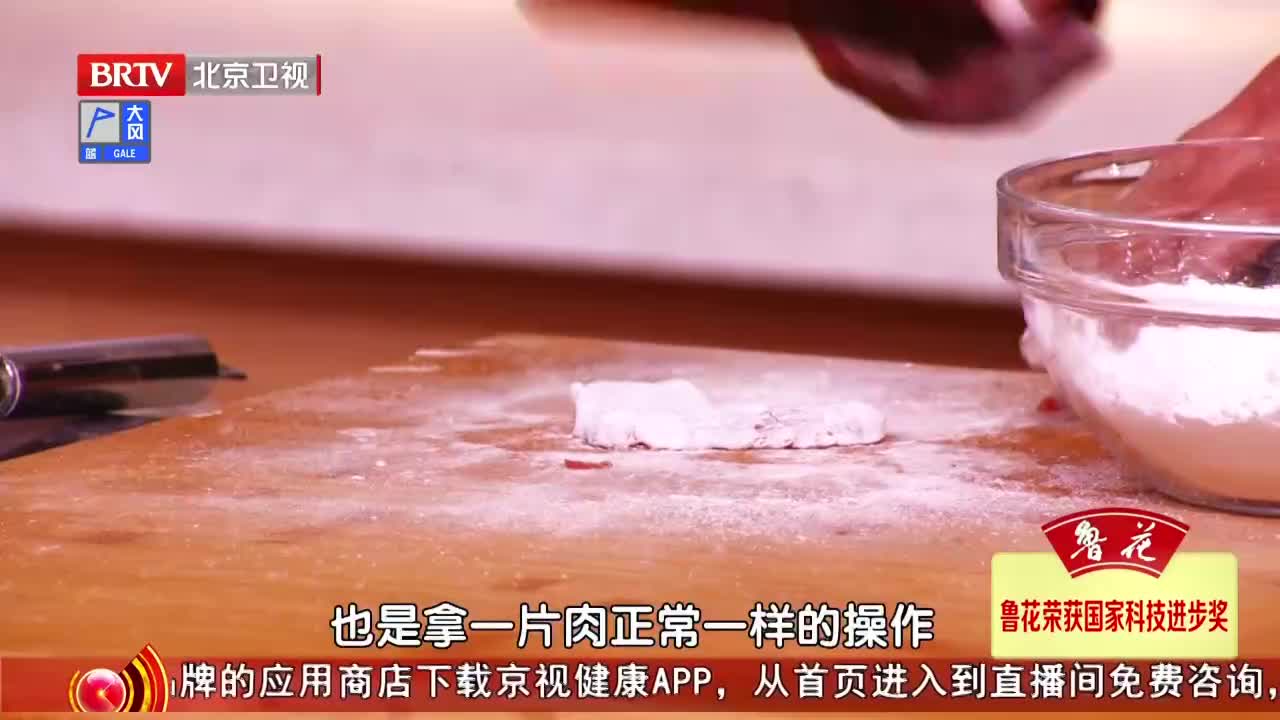 BRTV 北京卫视
大风
蓝 GALE
鲁花
鲁花荣获国家科技进步奖
也是拿一片肉正常一样的操作
牌的应用商店下载京视健康APP，从首页进入到直播间免费咨询，